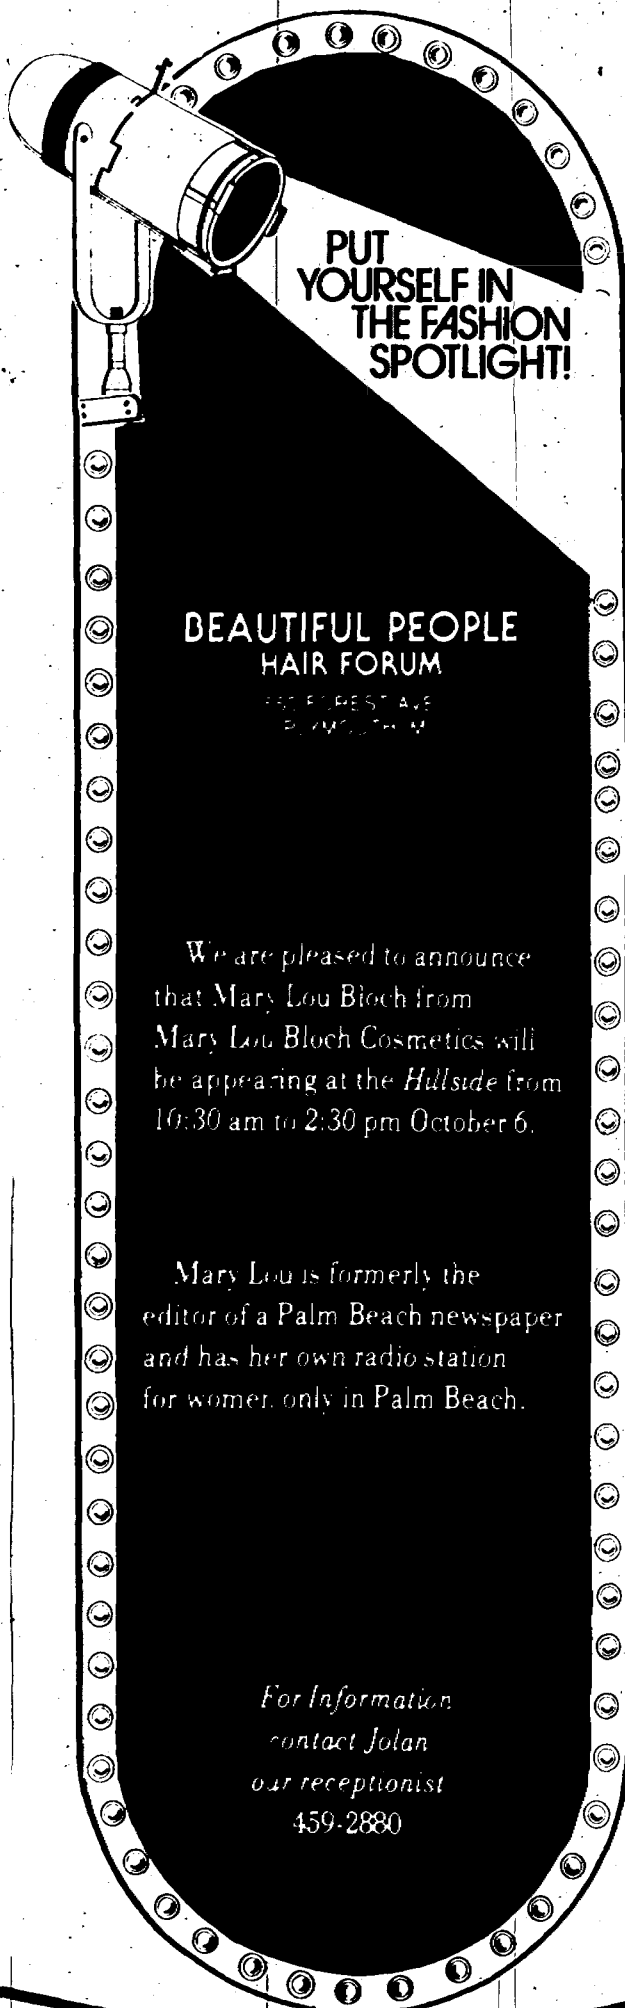 PUT
YOURSELF IN
THE FASHION
SPOTLIGHT!
BEAUTIFUL PEOPLE
HAIR FORUM
FOREST AVE
PLYMOUTH
We are pleased to announce
that Mary Lou Bloch from
Mary Lou Bloch Cosmetics will
be appearing at the Hillside from
10:30 am to 2:30 pm October 6.
Mary Lou is formerly the
editor of a Palm Beach newspaper
and has her own radio station
for women only in Palm Beach.
For Information
contact Jolan
our receptionist
459-2880